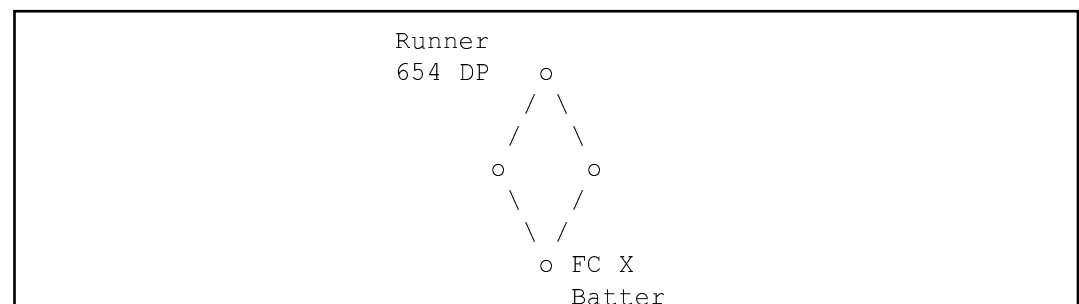 Runner
654 DP o
/ \
/ \
o o
\ /
\ /
o FC X
Batter